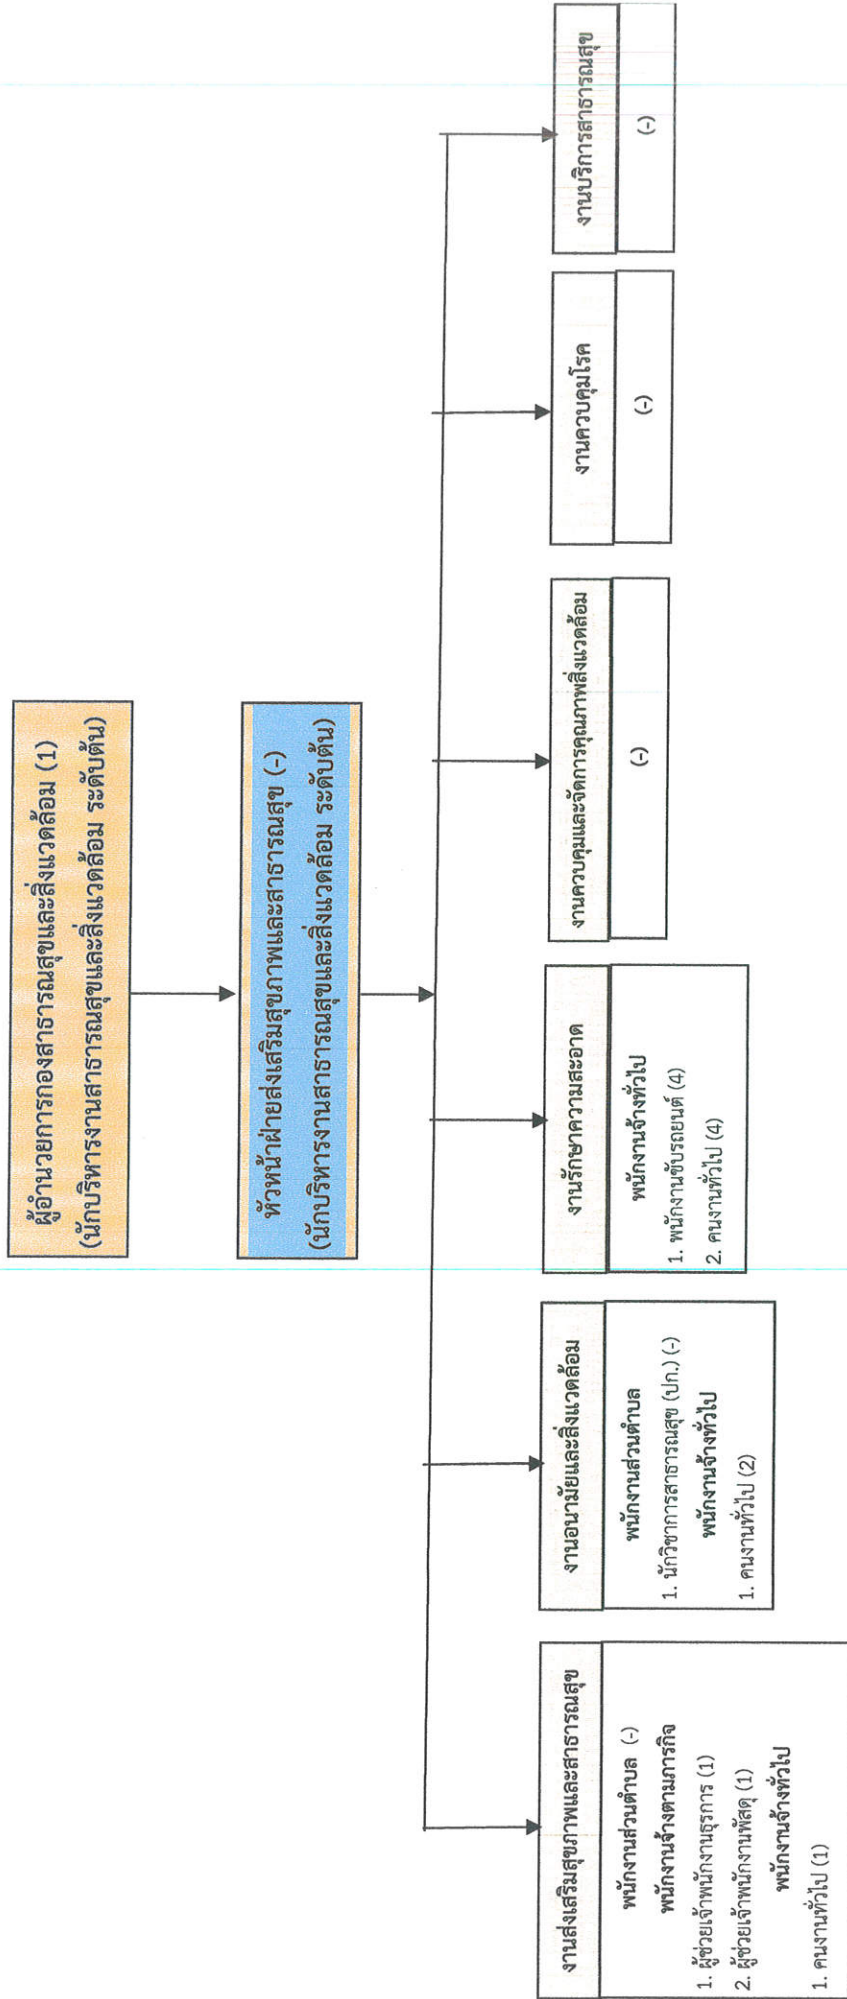 ผู้อำนวยการกองสาธารณสุขและสิ่งแวดล้อม (1)
(นักบริหารงานสาธารณสุขและสิ่งแวดล้อม ระดับต้น)
หัวหน้าฝ่ายส่งเสริมสุขภาพและสาธารณสุข (-)
(นักบริหารงานสาธารณสุขและสิ่งแวดล้อม ระดับต้น)
งานส่งเสริมสุขภาพและสาธารณสุข
พนักงานส่วนตำบล (-)
พนักงานจ้างตามภารกิจ
1. ผู้ช่วยเจ้าพนักงานธุรการ (1)
2. ผู้ช่วยเจ้าพนักงานพัสดุ (1)
พนักงานจ้างทั่วไป
1. คนงานทั่วไป (1)
งานอนามัยและสิ่งแวดล้อม
พนักงานส่วนตำบล
1. นักวิชาการสาธารณสุข (ปก.) (-)
พนักงานจ้างทั่วไป
1. คนงานทั่วไป (2)
งานรักษาความสะอาด
พนักงานจ้างทั่วไป
1. พนักงานขับรถยนต์ (4)
2. คนงานทั่วไป (4)
งานควบคุมและจัดการคุณภาพสิ่งแวดล้อม
(-)
งานควบคุมโรค
(-)
งานบริการสาธารณสุข
(-)